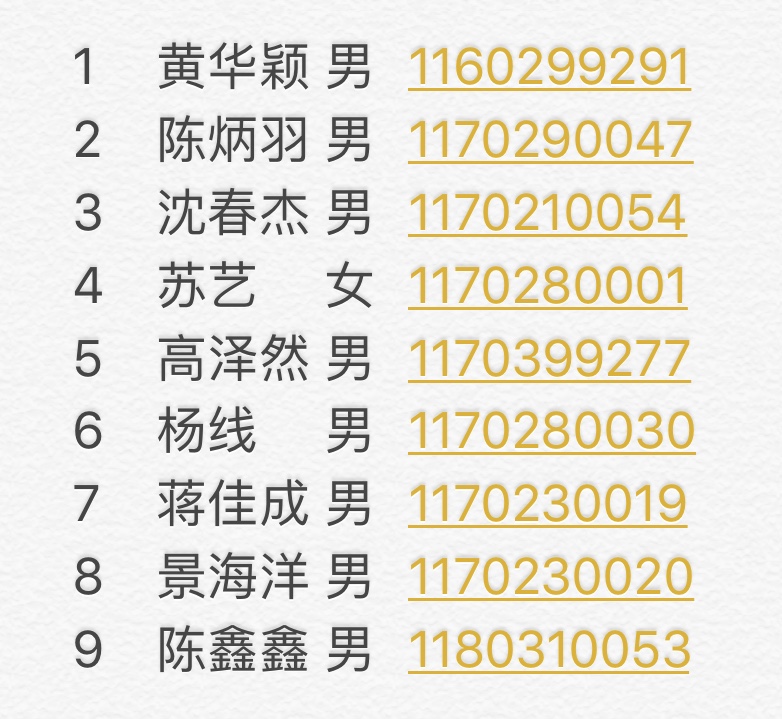 1 黄华颖 男 1160299291
2 陈炳羽 男 1170290047
3 沈春杰 男 1170210054
4 苏艺 女 1170280001
5 高泽然 男 1170399277
6 杨线 男 1170280030
7 蒋佳成 男 1170230019
8 景海洋 男 1170230020
9 陈鑫鑫 男 1180310053